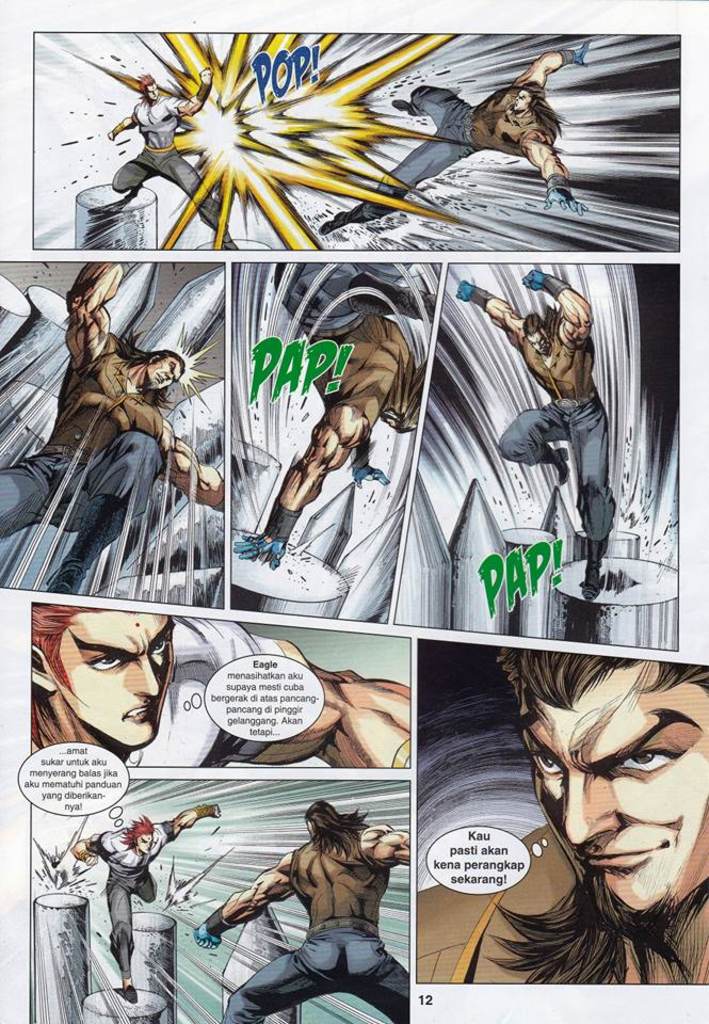 POP!
PAP!
PAP!
Eagle
menasihatkan aku
supaya mesti cuba
bergerak di atas pancang-
pancang di pinggir
gelanggang. Akan
tetapi...
...amat
sukar untuk aku
menyerang balas jika
aku mematuhi panduan
yang diberikan-
nya!
Kau
pasti akan
kena perangkap
sekarang!
12